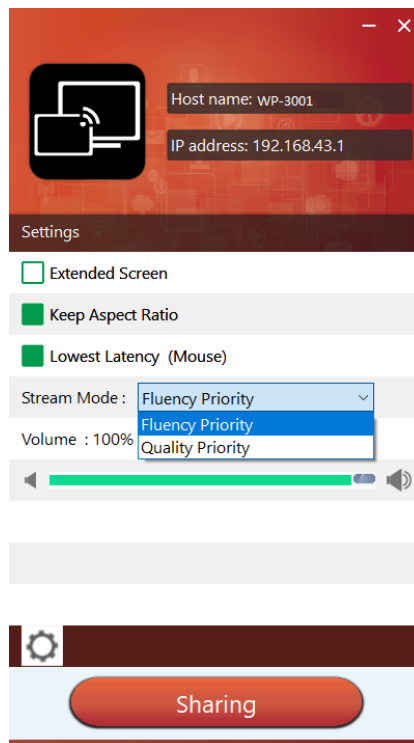 Host name: WP-3001
IP address: 192.168.43.1
Settings
Extended Screen
Keep Aspect Ratio
Lowest Latency (Mouse)
Stream Mode : Fluency Priority
Fluency Priority
Volume : 100%
Quality Priority
Sharing